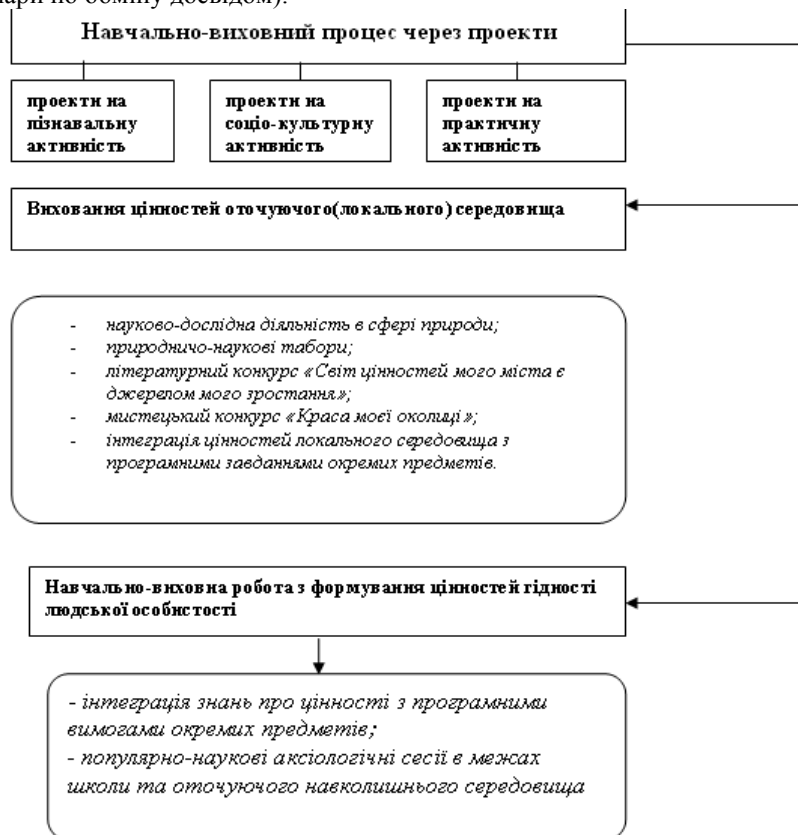 по обміну досвідом).
Навчально-виховний процес через проекти
проекти на
пізнавальну
активність
проекти на
соціо-культурну
активність
проекти на
практичну
активність
Виховання цінностей оточуючого(локального) середовища
- науково-дослідна діяльність в сфері природи;
- природничо-наукові табори;
- літературний конкурс «Світ цінностей мого міста є
джерелом мого зростання»;
- мистецький конкурс «Краса моєї околиці»;
- інтеграція цінностей локального середовища з
програмними завданнями окремих предметів.
Навчально-виховна робота з формування цінностей гідності
людської особистості
- інтеграція знань про цінності з програмними
вимогами окремих предметів;
- популярно-наукові аксіологічні сесії в межах
школи та оточуючого навколишнього середовища